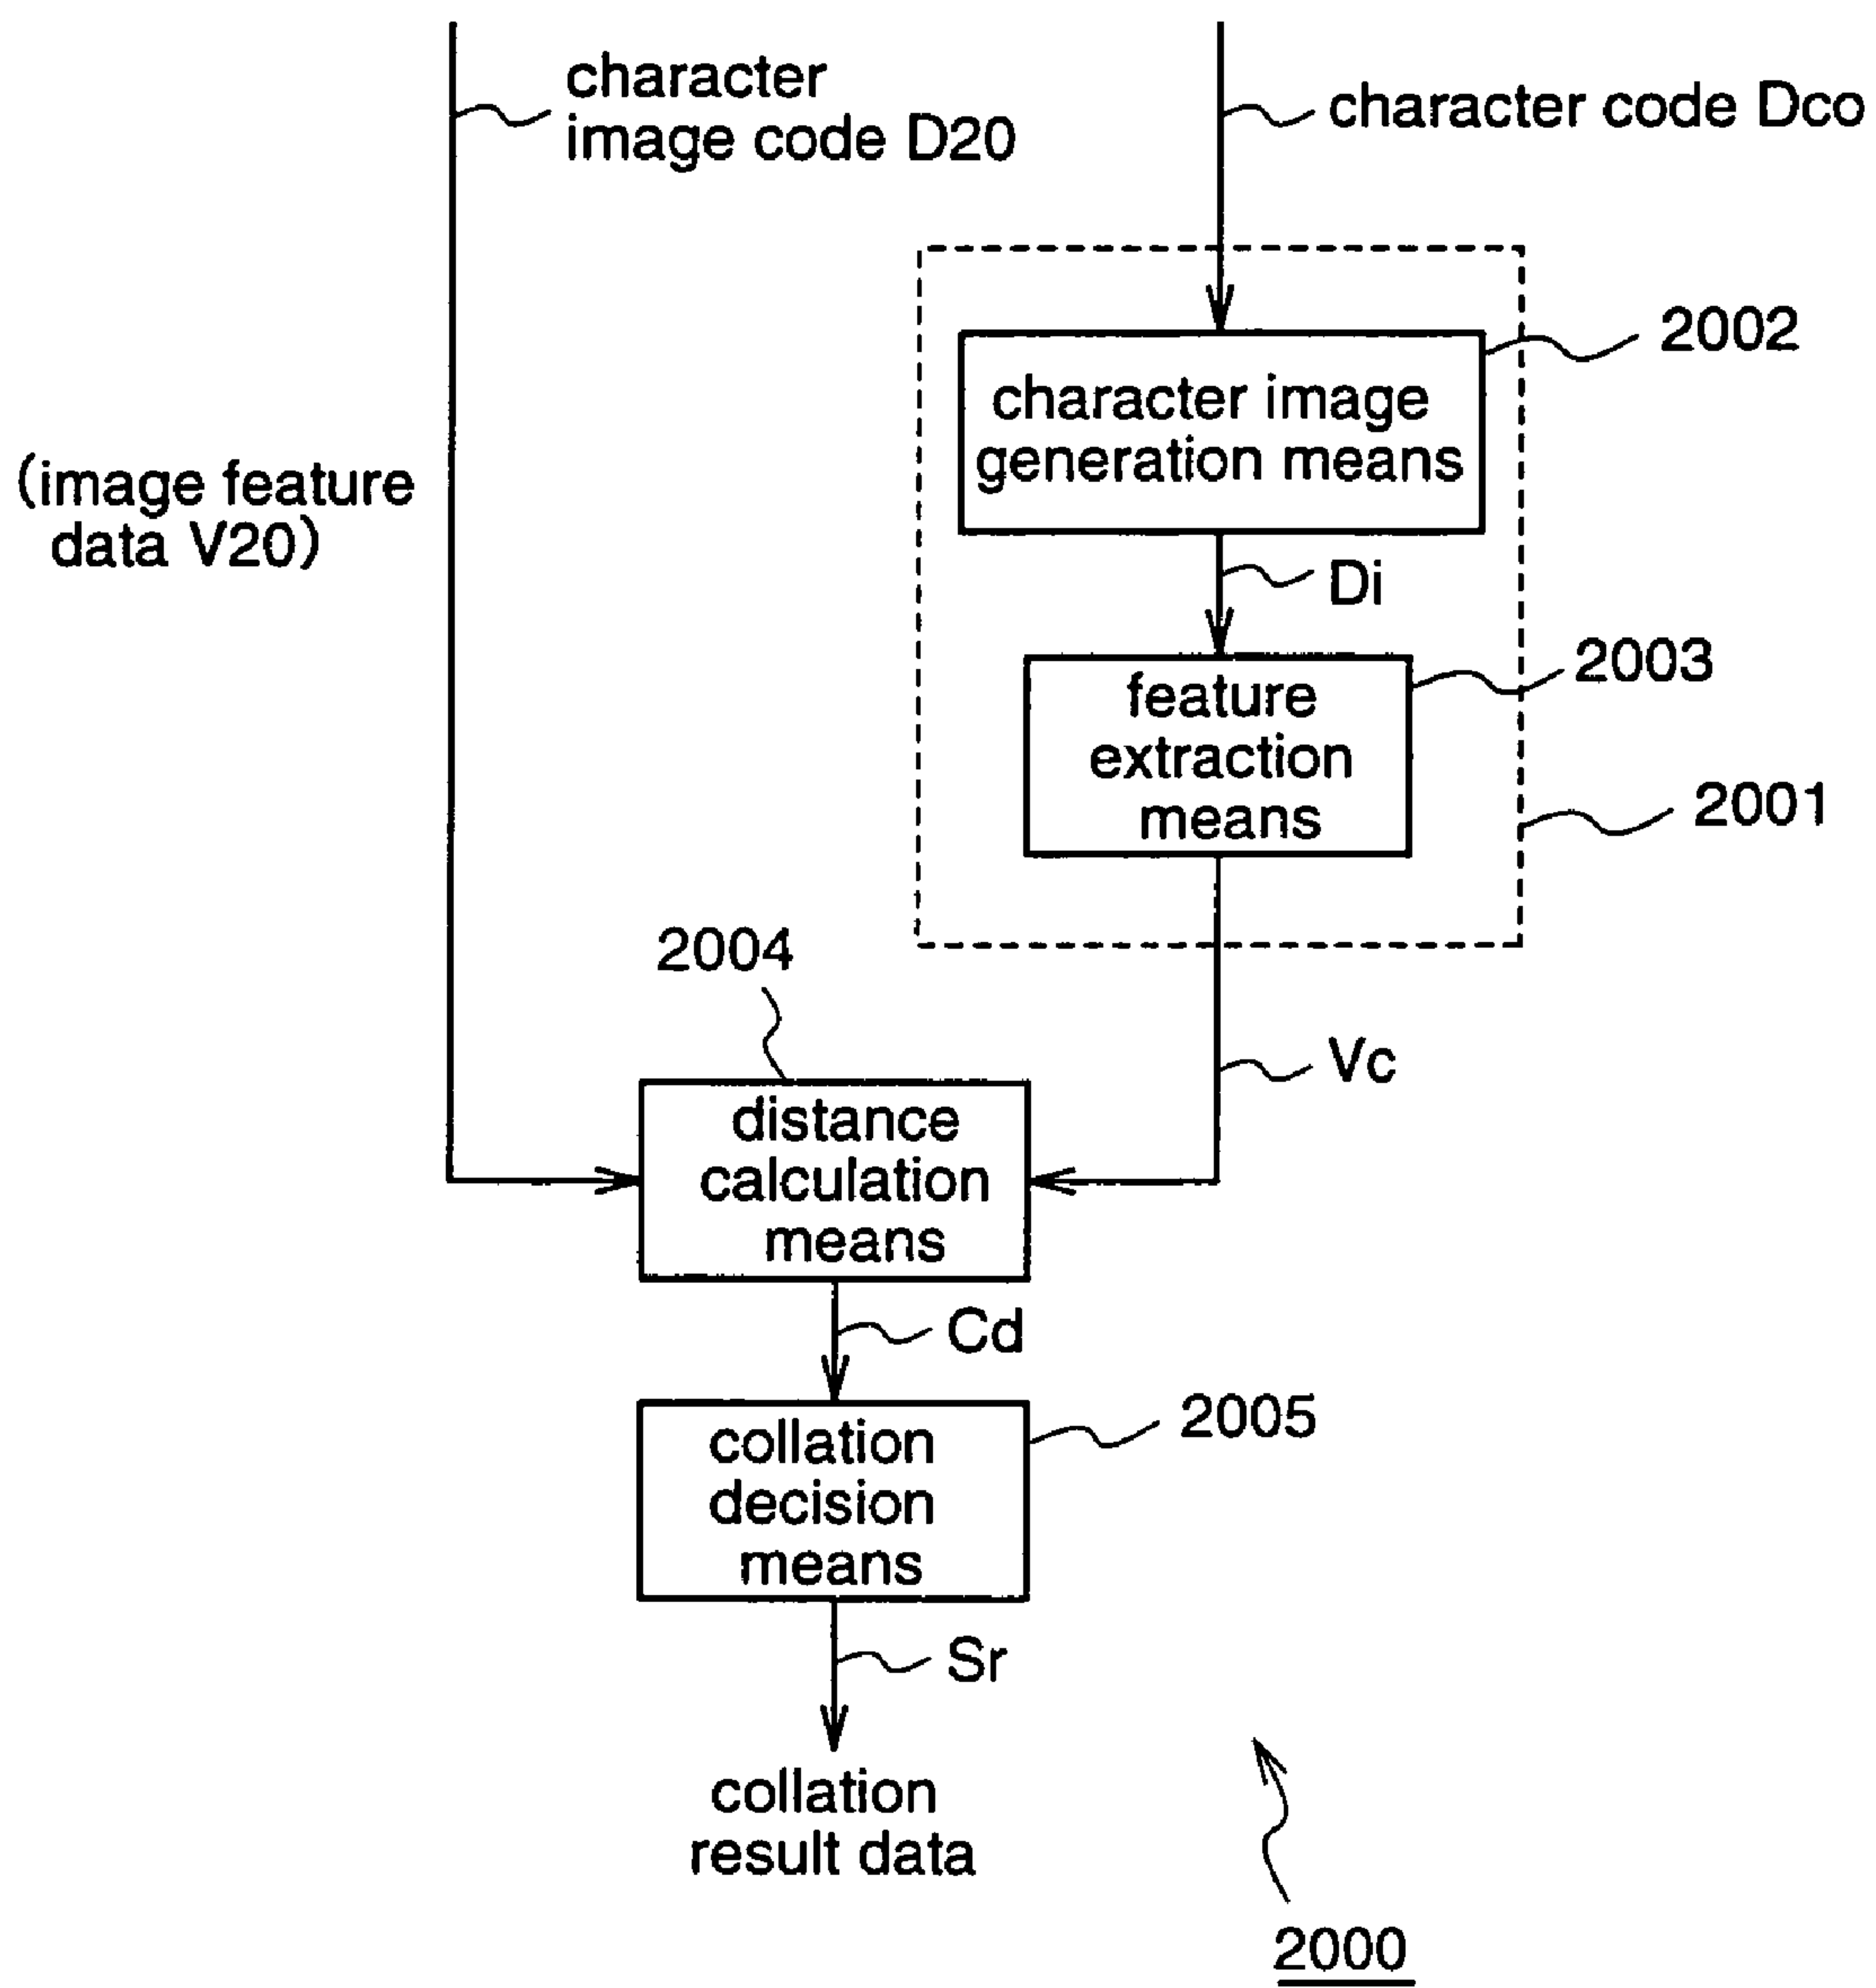 character
image code D20
character code Dco
2002
character image
generation means
(image feature
data V20)
Di
2003
feature
extraction
means
2001
2004
Vc
distance
calculation
means
Cd
2005
collation
decision
means
Sr
collation
result data
2000